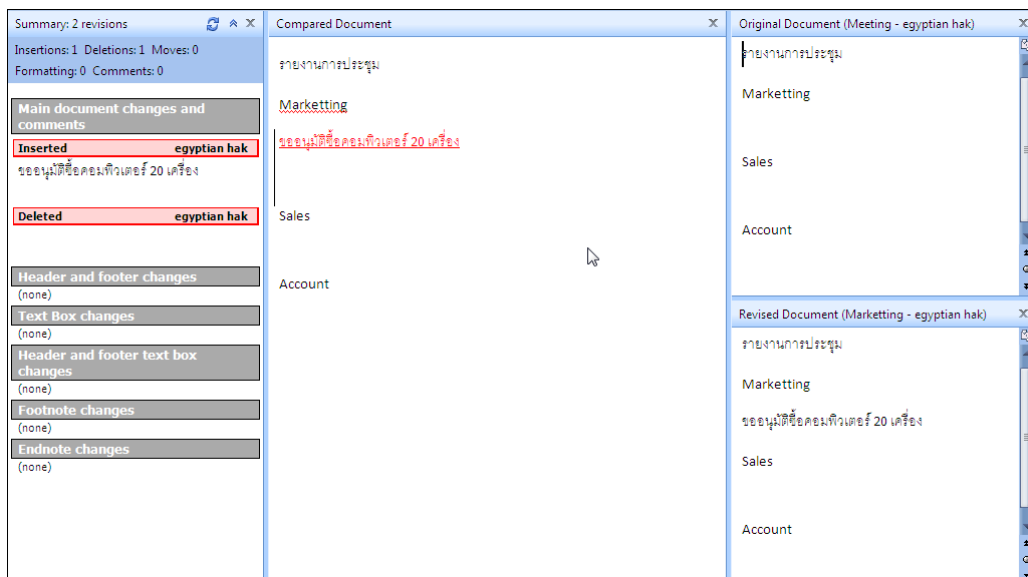 Summary: 2 revisions
Insertions: 1 Deletions: 1 Moves: 0
Formatting: 0 Comments: 0
Main document changes and
comments
Inserted egyptian hak
ขออนุมัติซื้อคอมพิวเตอร์ 20 เครื่อง
Deleted egyptian hak
Header and footer changes
(none)
Text Box changes
(none)
Header and footer text box
changes
(none)
Footnote changes
(none)
Endnote changes
(none)
Compared Document
รายงานการประชุม
Marketting
ขออนุมัติซื้อคอมพิวเตอร์ 20 เครื่อง
Sales
Account
Original Document (Meeting - egyptian hak)
รายงานการประชุม
Marketting
Sales
Account
Revised Document (Marketting - egyptian hak)
รายงานการประชุม
Marketting
ขออนุมัติซื้อคอมพิวเตอร์ 20 เครื่อง
Sales
Account